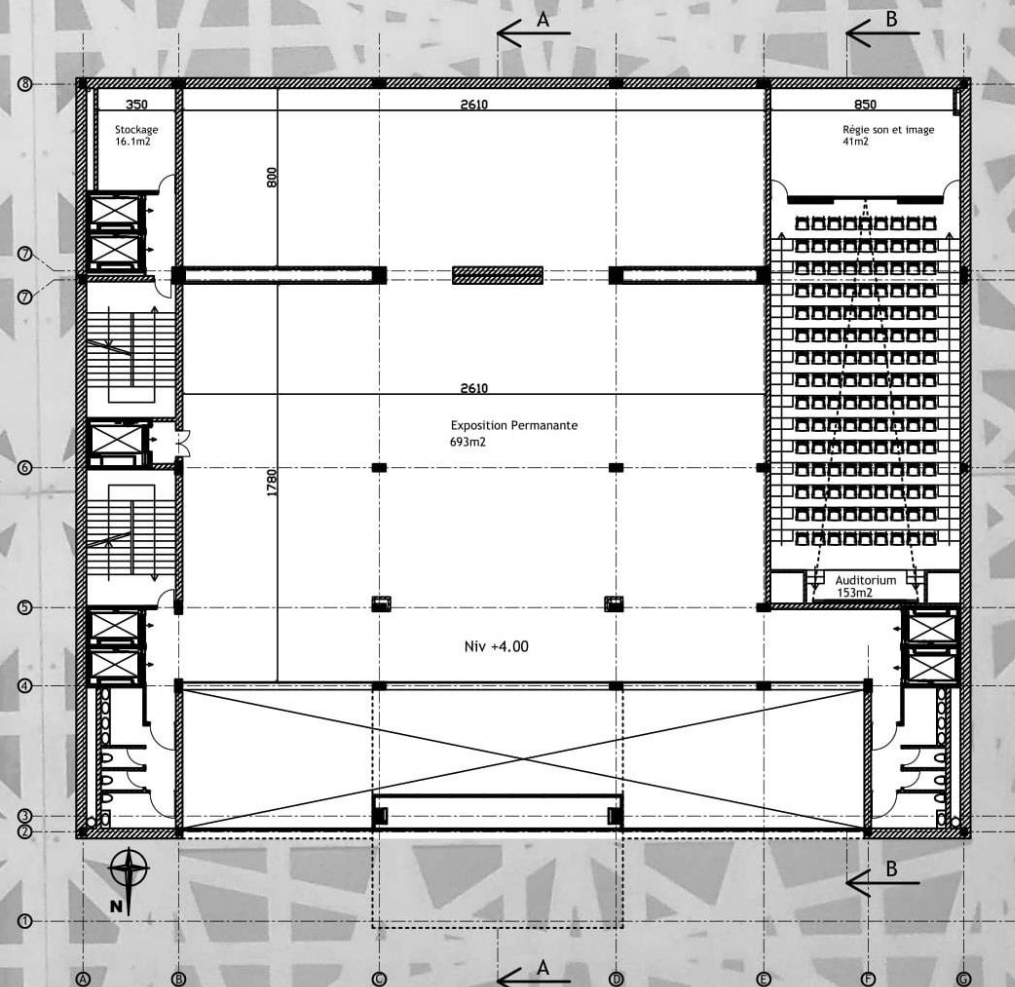 A
B
8
350
2610
850
Stockage
16.1m2
Régie son et image
41m2
800
7
7
2610
Exposition Permanante
693m2
6
1780
Auditorium
153m2
5
Niv +4.00
4
3
2
B
N
1
A
A
B
C
D
E
F
G